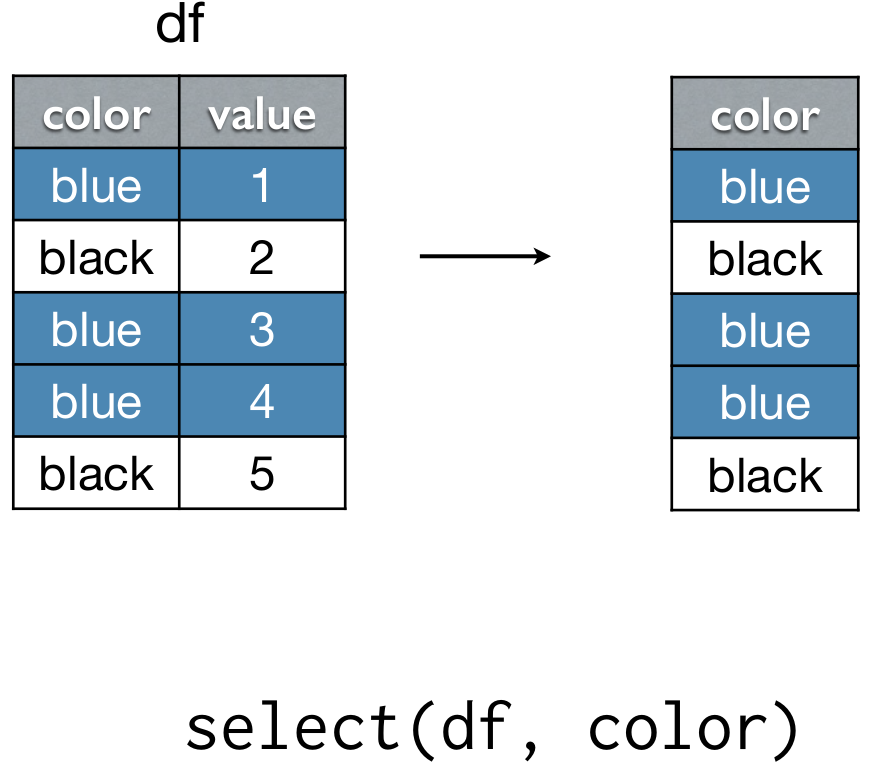 df
color value
blue 1
black 2
blue 3
blue 4
black 5
color
blue
black
blue
blue
black
select(df, color)